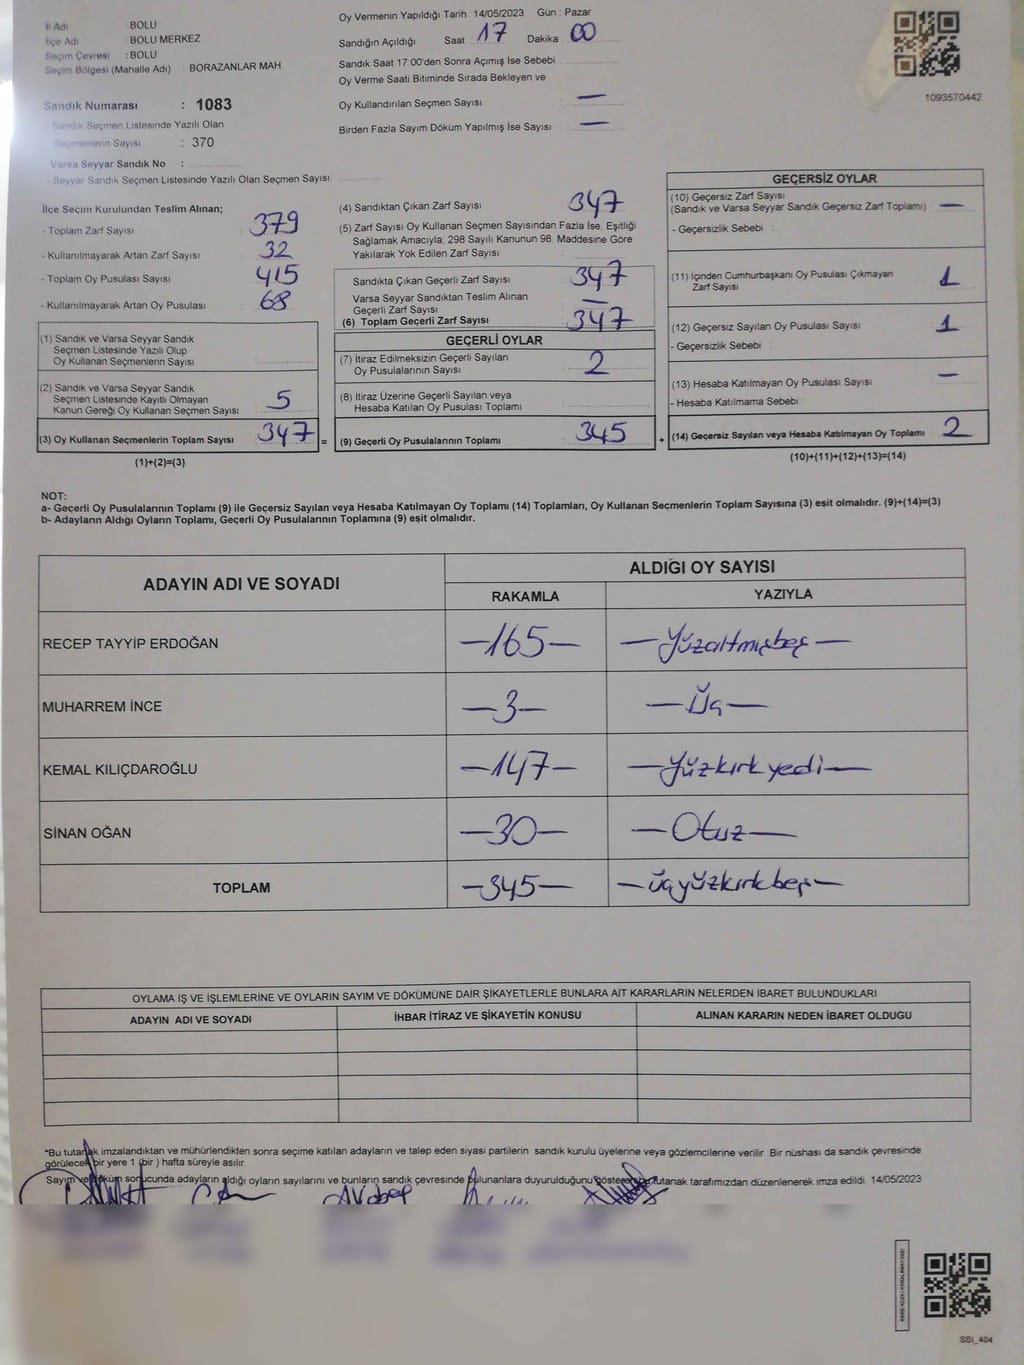 İl Adı : BOLU
İlçe Adı : BOLU MERKEZ
Seçim Çevresi : BOLU
Seçim Bölgesi (Mahalle Adı) : BORAZANLAR MAH
Sandık Numarası : 1083
- Sandık Seçmen Listesinde Yazılı Olan
Seçmenlerin Sayısı : 370
Varsa Seyyar Sandık No :
- Seyyar Sandık Seçmen Listesinde Yazılı Olan Seçmen Sayısı :
Oy Vermenin Yapıldığı Tarih : 14/05/2023 Gün : Pazar
Sandığın Açıldığı Saat 17 Dakika 00
Sandık Saat 17:00'den Sonra Açımış İse Sebebi :
Oy Verme Saati Bitiminde Sırada Bekleyen ve
Oy Kullandırılan Seçmen Sayısı : —
Birden Fazla Sayım Döküm Yapılmış İse Sayısı : —
1093570442
İlçe Seçim Kurulundan Teslim Alınan;
- Toplam Zarf Sayısı : 379
- Kullanılmayarak Artan Zarf Sayısı : 32
- Toplam Oy Pusulası Sayısı : 415
- Kullanılmayarak Artan Oy Pusulası : 68
(1) Sandık ve Varsa Seyyar Sandık
Seçmen Listesinde Yazılı Olup
Oy Kullanan Seçmenlerin Sayısı :
(2) Sandık ve Varsa Seyyar Sandık
Seçmen Listesinde Kayıtlı Olmayan
Kanun Gereği Oy Kullanan Seçmen Sayısı : 5
(3) Oy Kullanan Seçmenlerin Toplam Sayısı : 347 =
(1)+(2)=(3)
(4) Sandıktan Çıkan Zarf Sayısı : 347
(5) Zarf Sayısı Oy Kullanan Seçmen Sayısından Fazla İse, Eşitliği
Sağlamak Amacıyla; 298 Sayılı Kanunun 98. Maddesine Göre
Yakılarak Yok Edilen Zarf Sayısı :
Sandıkta Çıkan Geçerli Zarf Sayısı : 347
Varsa Seyyar Sandıktan Teslim Alınan
Geçerli Zarf Sayısı : —
(6) Toplam Geçerli Zarf Sayısı : 347
GEÇERLİ OYLAR
(7) İtiraz Edilmeksizin Geçerli Sayılan
Oy Pusulalarının Sayısı : 2
(8) İtiraz Üzerine Geçerli Sayılan veya
Hesaba Katılan Oy Pusulası Toplamı :
(9) Geçerli Oy Pusulalarının Toplamı : 345 +
GEÇERSİZ OYLAR
(10) Geçersiz Zarf Sayısı
(Sandık ve Varsa Seyyar Sandık Geçersiz Zarf Toplamı) : —
- Geçersizlik Sebebi :
(11) İçinden Cumhurbaşkanı Oy Pusulası Çıkmayan
Zarf Sayısı : 1
(12) Geçersiz Sayılan Oy Pusulası Sayısı : 1
- Geçersizlik Sebebi :
(13) Hesaba Katılmayan Oy Pusulası Sayısı : —
- Hesaba Katılmama Sebebi :
(14) Geçersiz Sayılan veya Hesaba Katılmayan Oy Toplamı : 2
(10)+(11)+(12)+(13)=(14)
NOT:
a- Geçerli Oy Pusulalarının Toplamı (9) ile Geçersiz Sayılan veya Hesaba Katılmayan Oy Toplamı (14) Toplamları, Oy Kullanan Seçmenlerin Toplam Sayısına (3) eşit olmalıdır. (9)+(14)=(3)
b- Adayların Aldığı Oyların Toplamı, Geçerli Oy Pusulalarının Toplamına (9) eşit olmalıdır.
ADAYIN ADI VE SOYADI ALDIĞI OY SAYISI
RAKAMLA YAZIYLA
RECEP TAYYİP ERDOĞAN —165— —Yüzaltmışbeş—
MUHARREM İNCE —3— —Üç—
KEMAL KILIÇDAROĞLU —147— —Yüzkırkyedi—
SİNAN OĞAN —30— —Otuz—
TOPLAM —345— —üçyüzkırkbeş—
OYLAMA İŞ VE İŞLEMLERİNE VE OYLARIN SAYIM VE DÖKÜMÜNE DAİR ŞİKAYETLERLE BUNLARA AİT KARARLARIN NELERDEN İBARET BULUNDUKLARI
ADAYIN ADI VE SOYADI İHBAR İTİRAZ VE ŞİKAYETİN KONUSU ALINAN KARARIN NEDEN İBARET OLDUGU
*Bu tutanak imzalandıktan ve mühürlendikten sonra seçime katılan adayların ve talep eden siyasi partilerin sandık kurulu üyelerine veya gözlemcilerine verilir. Bir nüshası da sandık çevresinde
görülecek bir yere 1 (bir ) hafta süreyle asılır.
Sayım ve döküm sonucunda adayların aldığı oyların sayılarını ve bunların sandık çevresinde bulunanlara duyurulduğunu gösteren bu tutanak tarafımızdan düzenlenerek imza edildi. 14/05/2023
KARE KODU KARALAMAYINIZ!
SSI_404